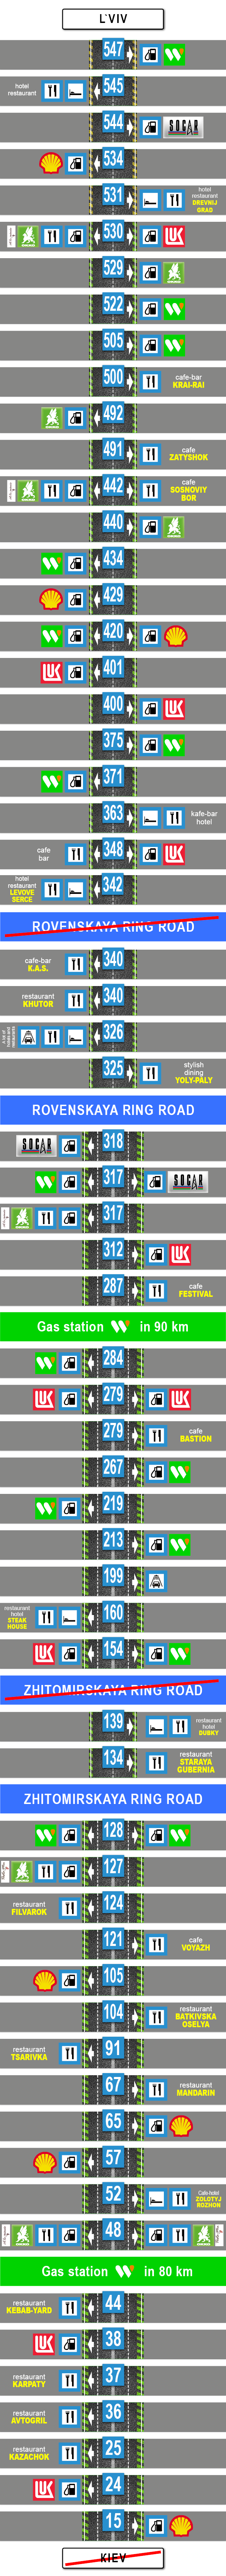 L`VIV
547
hotel
restaurant
545
544
SOCAR
534
531
hotel
restaurant
DREVNIJ
GRAD
530
LUK
529
522
505
500
cafe-bar
KRAI-RAI
492
491
cafe
ZATYSHOK
442
cafe
SOSNOVIY
BOR
440
434
429
420
401
LUK
400
LUK
375
371
363
kafe-bar
hotel
cafe
bar
348
LUK
hotel
restaurant
LEVOVE
SERCE
342
ROVENSKAYA RING ROAD
cafe-bar
K.A.S.
340
restaurant
KHUTOR
340
326
325
stylish
dining
YOLY-PALY
ROVENSKAYA RING ROAD
SOCAR
318
317
SOCAR
317
312
LUK
287
cafe
FESTIVAL
Gas station W in 90 km
284
LUK
279
LUK
279
cafe
BASTION
267
219
213
199
restaurant
hotel
STEAK
HOUSE
160
LUK
154
ZHITOMIRSKAYA RING ROAD
139
restaurant
hotel
DUBKY
134
restaurant
STARAYA
GUBERNIA
ZHITOMIRSKAYA RING ROAD
128
127
restaurant
FILVAROK
124
121
cafe
VOYAZH
105
104
restaurant
BATKIVSKA
OSELYA
restaurant
TSARIVKA
91
67
restaurant
MANDARIN
65
57
52
Cafe-hotel
ZOLOTYJ
ROZHON
48
Gas station W in 80 km
restaurant
KEBAB-YARD
44
LUK
38
restaurant
KARPATY
37
restaurant
AVTOGRIL
36
restaurant
KAZACHOK
25
LUK
24
15
KIEV